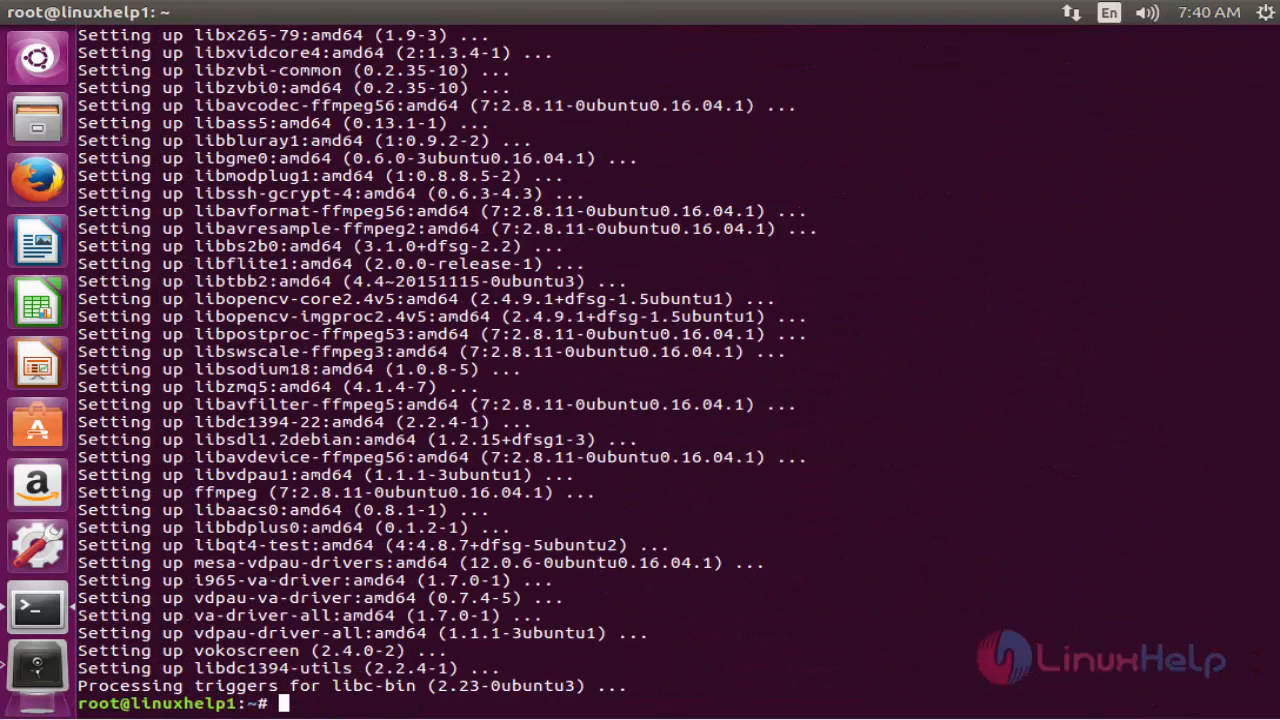 root@linuxhelp1: ~
En
7:40 AM
Setting up libx265-79:amd64 (1.9-3) ...
Setting up libxvidcore4:amd64 (2:1.3.4-1) ...
Setting up libzvbi-common (0.2.35-10) ...
Setting up libzvbi0:amd64 (0.2.35-10) ...
Setting up libavcodec-ffmpeg56:amd64 (7:2.8.11-0ubuntu0.16.04.1) ...
Setting up libass5:amd64 (0.13.1-1) ...
Setting up libbluray1:amd64 (1:0.9.2-2) ...
Setting up libgme0:amd64 (0.6.0-3ubuntu0.16.04.1) ...
Setting up libmodplug1:amd64 (1:0.8.8.5-2) ...
Setting up libssh-gcrypt-4:amd64 (0.6.3-4.3) ...
Setting up libavformat-ffmpeg56:amd64 (7:2.8.11-0ubuntu0.16.04.1) ...
Setting up libavresample-ffmpeg2:amd64 (7:2.8.11-0ubuntu0.16.04.1) ...
Setting up libbs2b0:amd64 (3.1.0+dfsg-2.2) ...
Setting up libflite1:amd64 (2.0.0-release-1) ...
Setting up libtbb2:amd64 (4.4~20151115-0ubuntu3) ...
Setting up libopencv-core2.4v5:amd64 (2.4.9.1+dfsg-1.5ubuntu1) ...
Setting up libopencv-imgproc2.4v5:amd64 (2.4.9.1+dfsg-1.5ubuntu1) ...
Setting up libpostproc-ffmpeg53:amd64 (7:2.8.11-0ubuntu0.16.04.1) ...
Setting up libswscale-ffmpeg3:amd64 (7:2.8.11-0ubuntu0.16.04.1) ...
Setting up libsodium18:amd64 (1.0.8-5) ...
Setting up libzmq5:amd64 (4.1.4-7) ...
Setting up libavfilter-ffmpeg5:amd64 (7:2.8.11-0ubuntu0.16.04.1) ...
Setting up libdc1394-22:amd64 (2.2.4-1) ...
Setting up libsdl1.2debian:amd64 (1.2.15+dfsg1-3) ...
Setting up libavdevice-ffmpeg56:amd64 (7:2.8.11-0ubuntu0.16.04.1) ...
Setting up libvdpau1:amd64 (1.1.1-3ubuntu1) ...
Setting up ffmpeg (7:2.8.11-0ubuntu0.16.04.1) ...
Setting up libaacs0:amd64 (0.8.1-1) ...
Setting up libbdplus0:amd64 (0.1.2-1) ...
Setting up libqt4-test:amd64 (4:4.8.7+dfsg-5ubuntu2) ...
Setting up mesa-vdpau-drivers:amd64 (12.0.6-0ubuntu0.16.04.1) ...
Setting up i965-va-driver:amd64 (1.7.0-1) ...
Setting up vdpau-va-driver:amd64 (0.7.4-5) ...
Setting up va-driver-all:amd64 (1.7.0-1) ...
Setting up vdpau-driver-all:amd64 (1.1.1-3ubuntu1) ...
Setting up vokoscreen (2.4.0-2) ...
Setting up libdc1394-utils (2.2.4-1) ...
Processing triggers for libc-bin (2.23-0ubuntu3) ...
root@linuxhelp1:~#
LinuxHelp